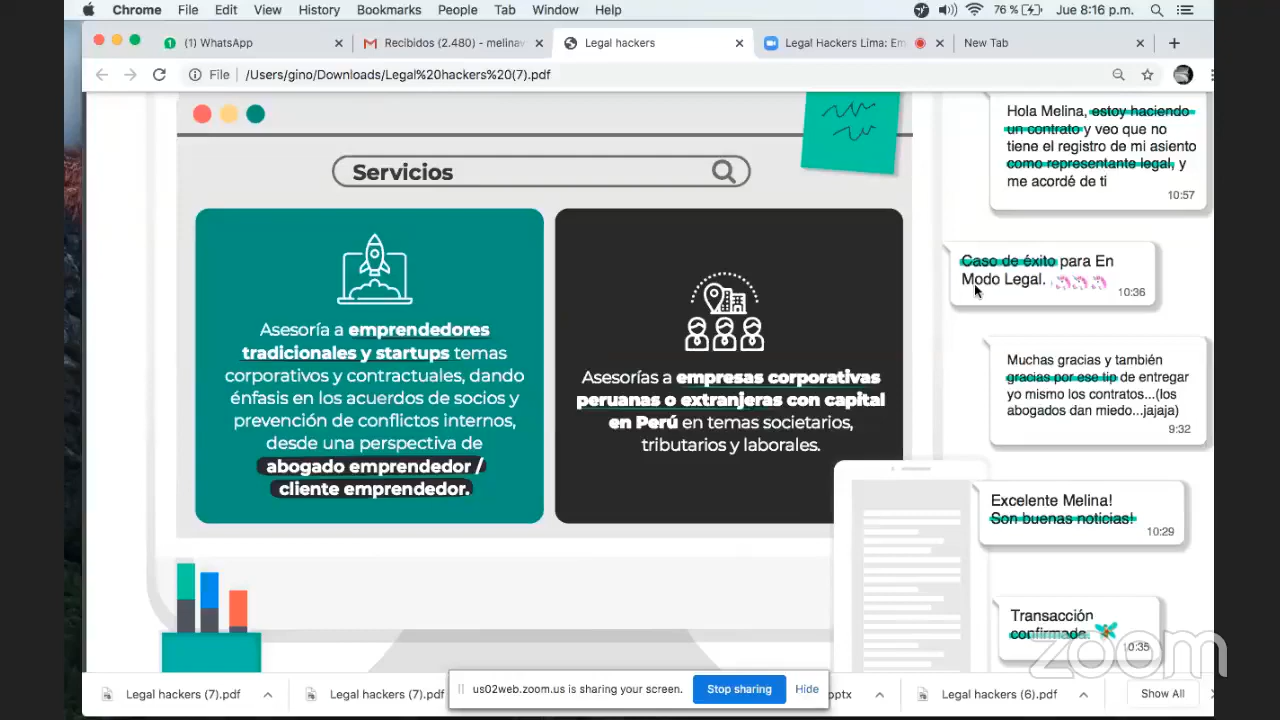 Chrome File Edit View History Bookmarks People Tab Window Help 76 % Jue 8:16 p.m.
1 (1) WhatsApp
Recibidos (2.480) - melinav
Legal hackers
Legal Hackers Lima: Em
New Tab
File | /Users/gino/Downloads/Legal%20hackers%20(7).pdf
Servicios
Asesoría a emprendedores
tradicionales y startups temas
corporativos y contractuales, dando
énfasis en los acuerdos de socios y
prevención de conflictos internos,
desde una perspectiva de
abogado emprendedor /
cliente emprendedor.
Asesorías a empresas corporativas
peruanas o extranjeras con capital
en Perú en temas societarios,
tributarios y laborales.
Hola Melina, estoy haciendo
un contrato y veo que no
tiene el registro de mi asiento
como representante legal, y
me acordé de ti
10:57
Caso de éxito para En
Modo Legal.
10:36
Muchas gracias y también
gracias por ese tip de entregar
yo mismo los contratos...(los
abogados dan miedo...jajaja)
9:32
Excelente Melina!
Son buenas noticias!
10:29
Transacción
confirmada.
10:35
zoom
Legal hackers (7).pdf
Legal hackers (7).pdf
us02web.zoom.us is sharing your screen.
Stop sharing
Hide
pptx
Legal hackers (6).pdf
Show All